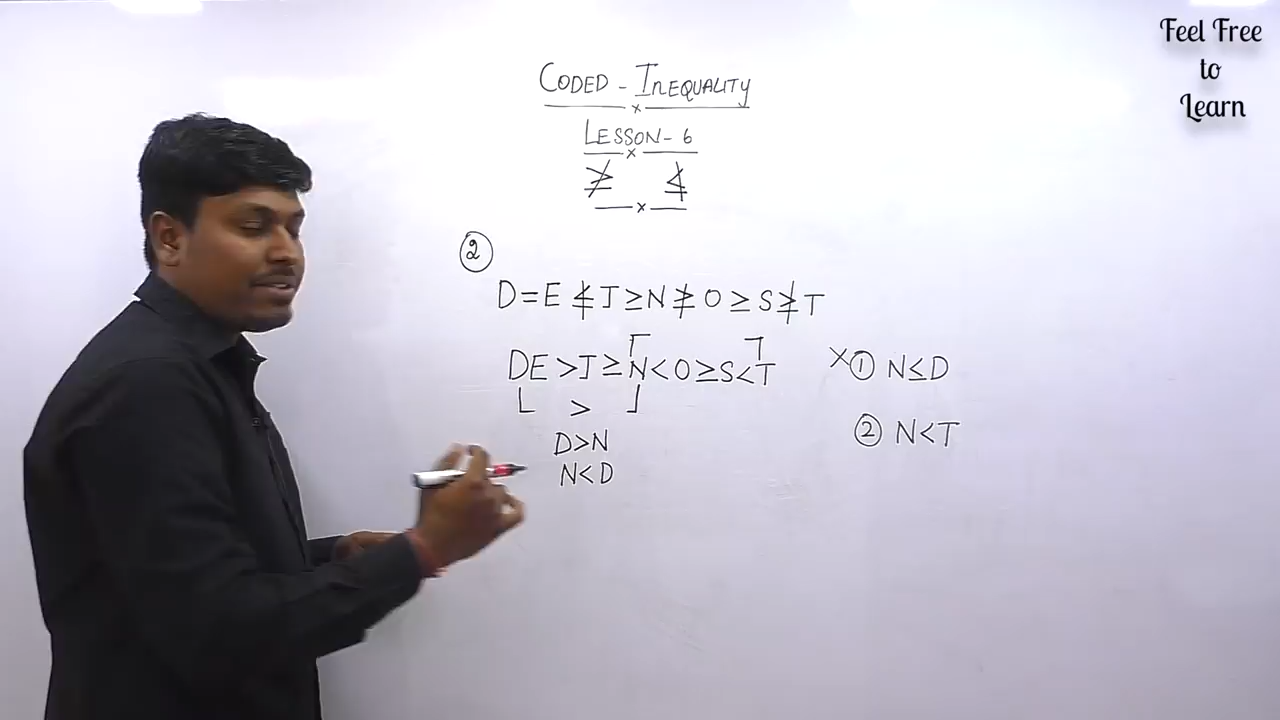 Feel Free
to
Learn
CODED - INEQUALITY
x
LESSON - 6
x
≱ ≰
x
②
D=E ≰ J ≥ N ≱ O ≥ S ≱ T
DE > J ≥ N < O ≥ S < T
>
D > N
N < D
X ① N ≤ D
② N < T